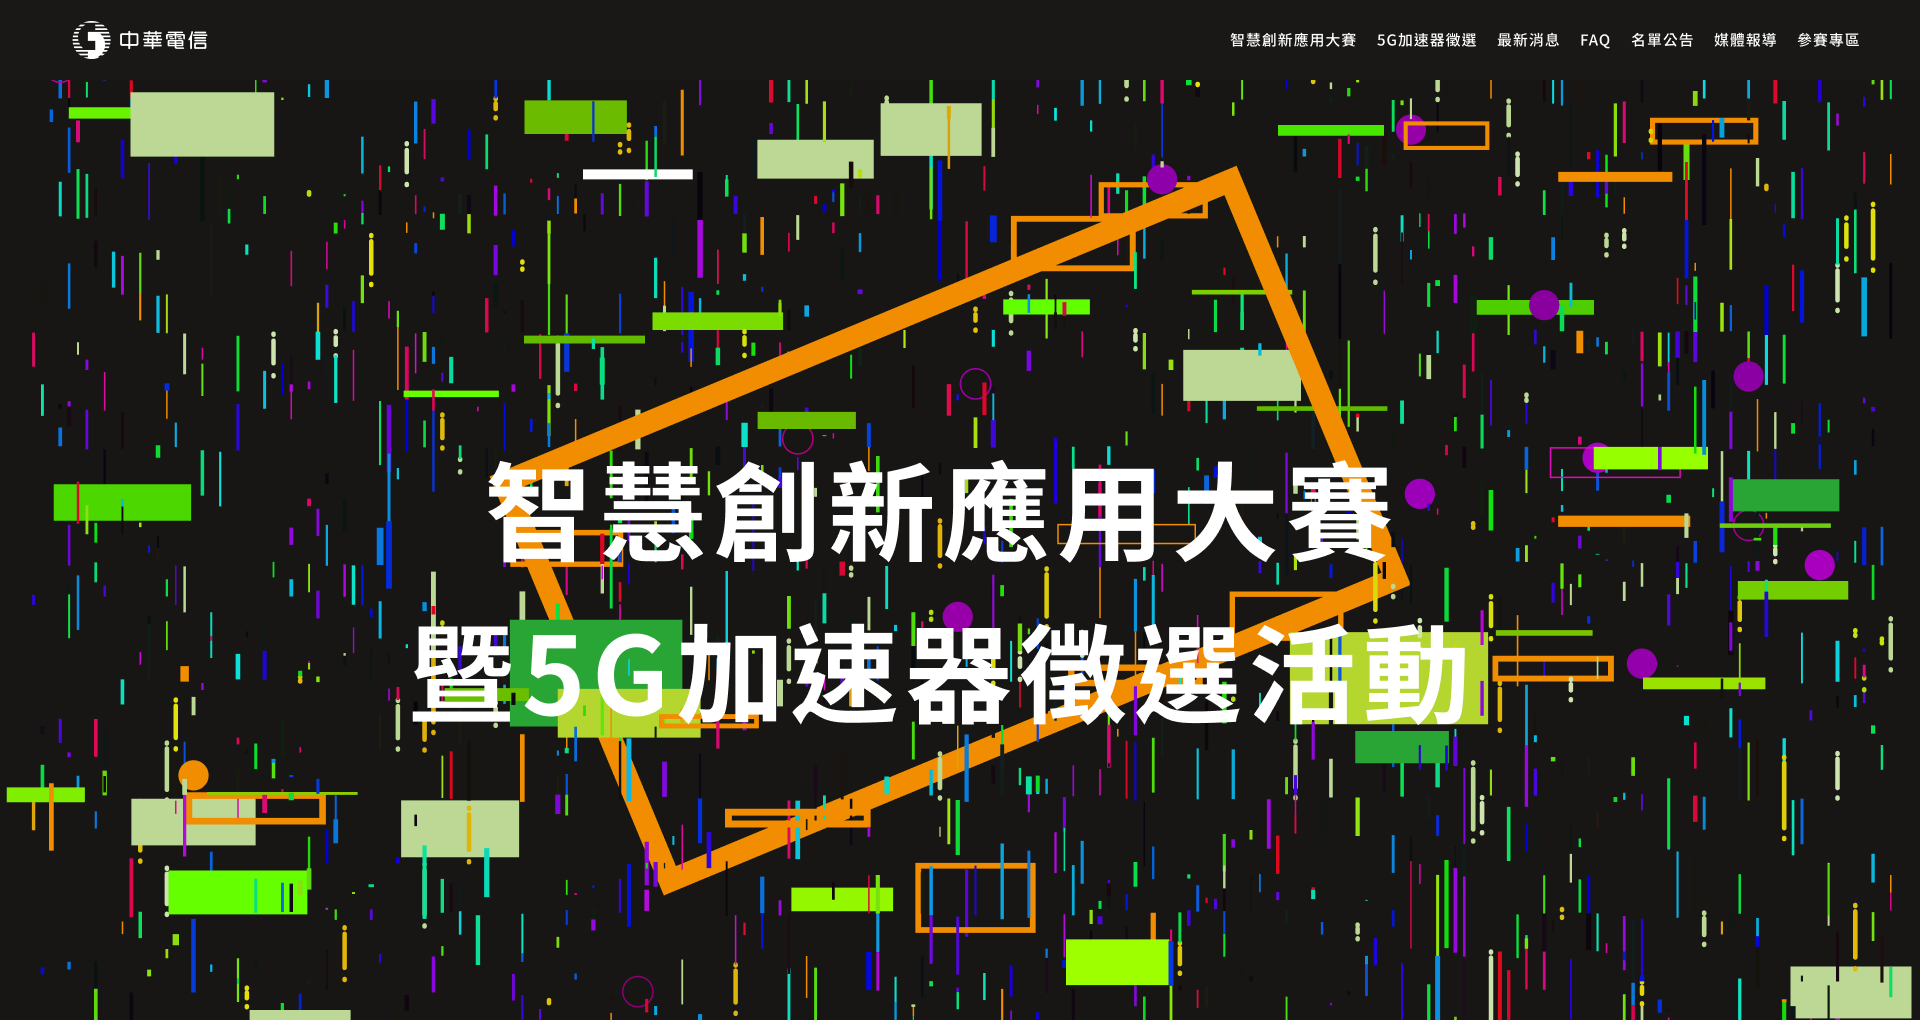 中華電信
智慧創新應用大賽
5G加速器徵選
最新消息
FAQ
名單公告
媒體報導
參賽專區
智慧創新應用大賽
暨5G加速器徵選活動